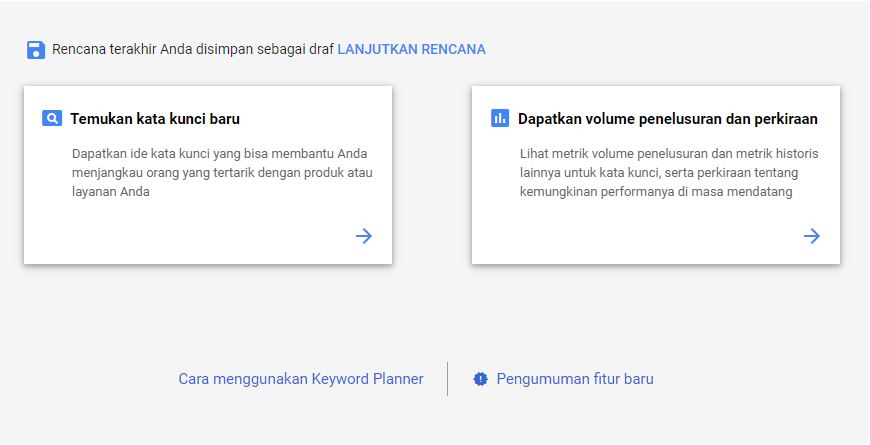 Rencana terakhir Anda disimpan sebagai draf LANJUTKAN RENCANA
Temukan kata kunci baru
Dapatkan ide kata kunci yang bisa membantu Anda
menjangkau orang yang tertarik dengan produk atau
layanan Anda
Dapatkan volume penelusuran dan perkiraan
Lihat metrik volume penelusuran dan metrik historis
lainnya untuk kata kunci, serta perkiraan tentang
kemungkinan performanya di masa mendatang
Cara menggunakan Keyword Planner
Pengumuman fitur baru